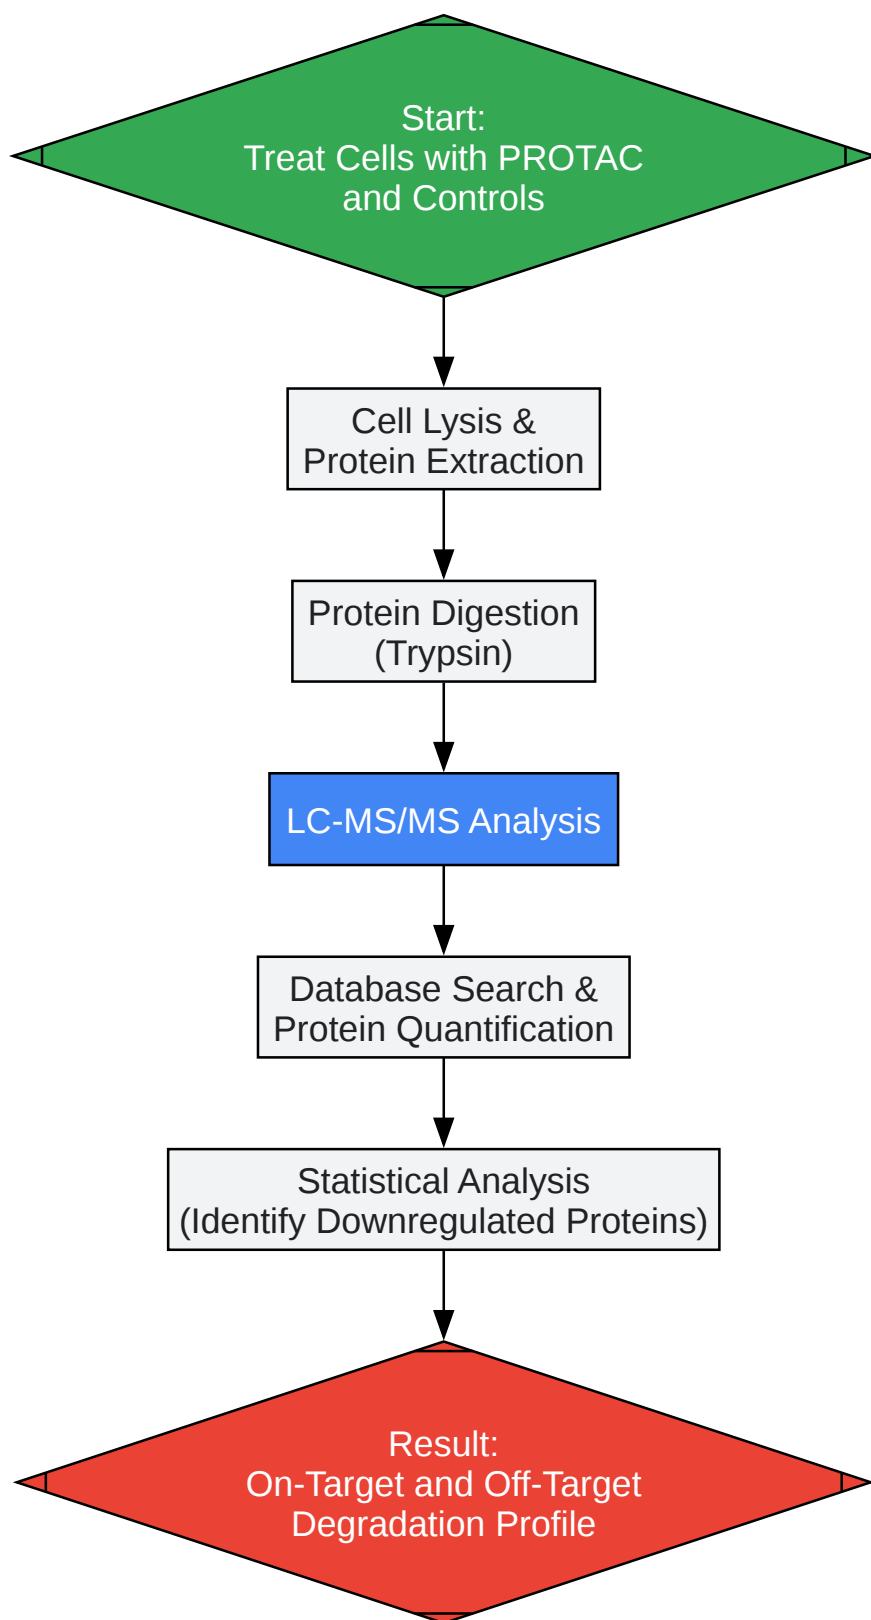 Start:
Treat Cells with PROTAC
and Controls
Cell Lysis &
Protein Extraction
Protein Digestion
(Trypsin)
LC-MS/MS Analysis
Database Search &
Protein Quantification
Statistical Analysis
(Identify Downregulated Proteins)
Result:
On-Target and Off-Target
Degradation Profile